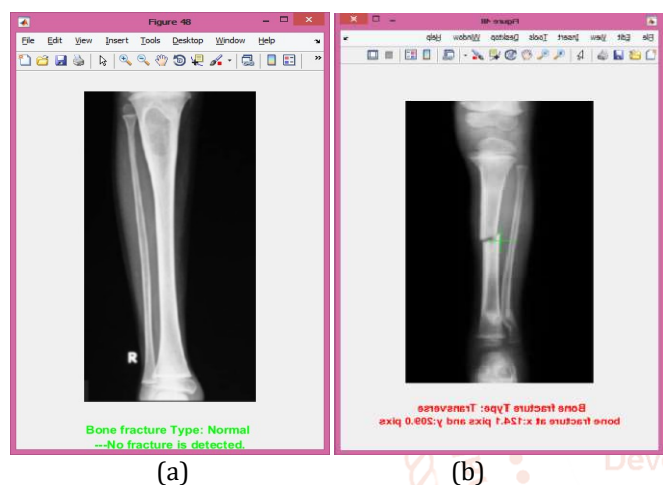 Figure 48
File Edit View Insert Tools Desktop Window Help
R
Bone fracture Type: Normal
---No fracture is detected.
(a)
Figure 48
File Edit View Insert Tools Desktop Window Help
Bone fracture Type: Transverse
bone fracture at x:124.1 pixs and y:209.0 pixs
(b)
Dev